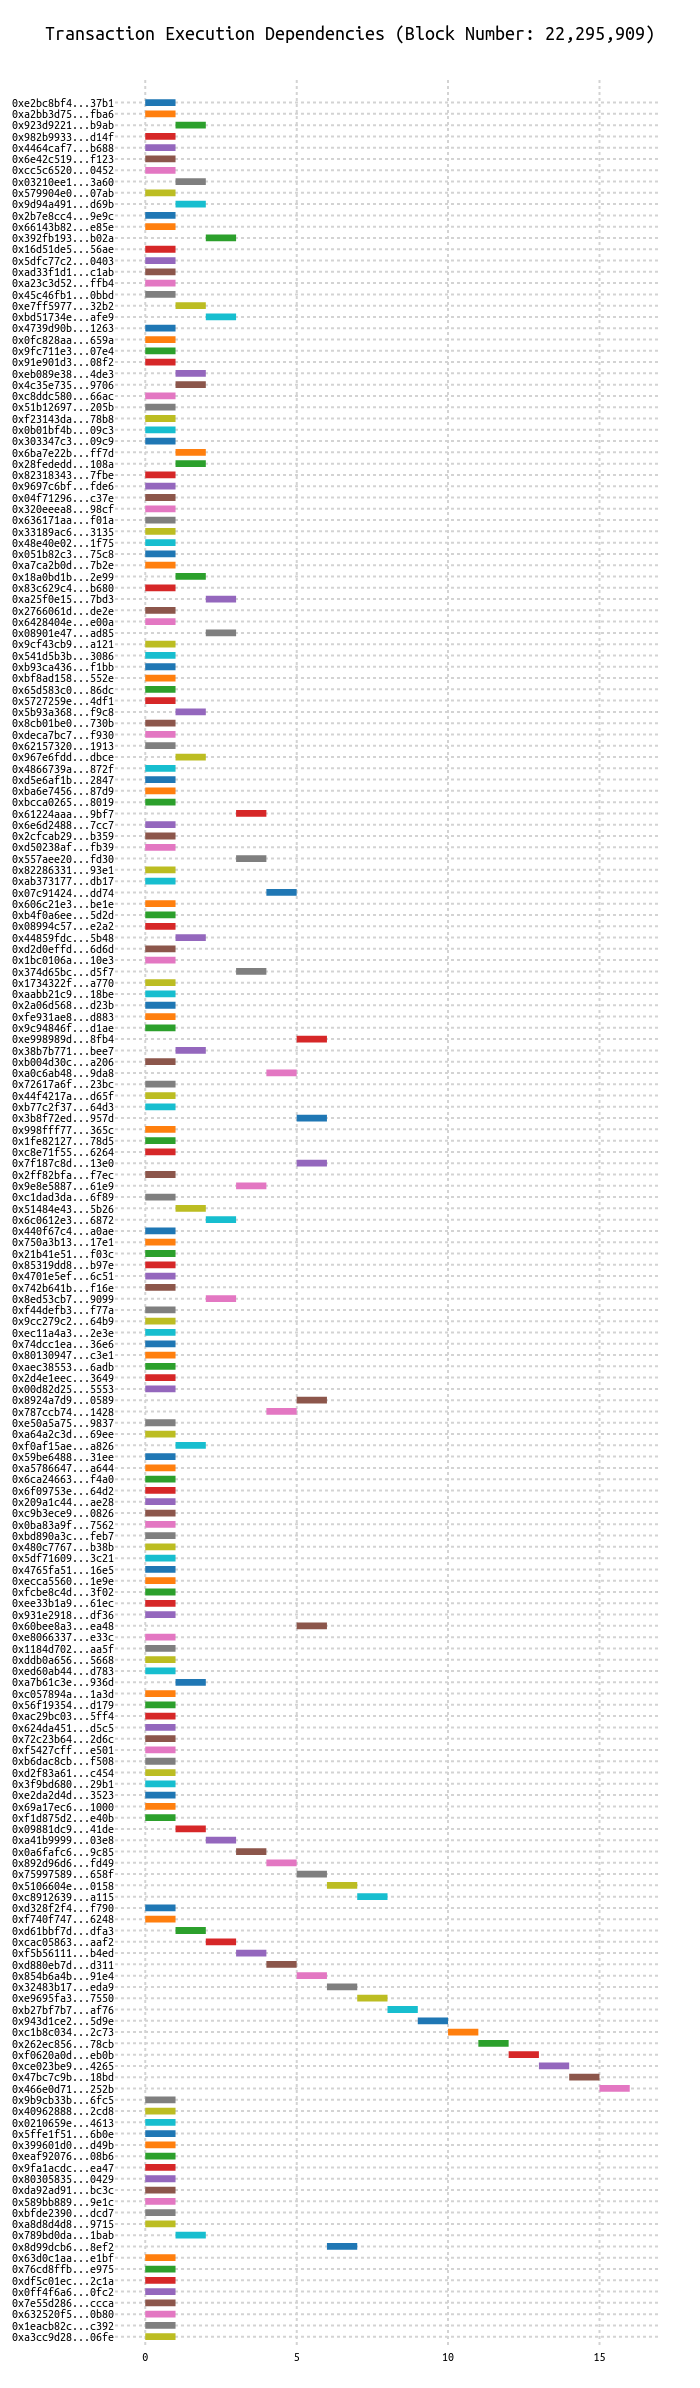 Transaction Execution Dependencies (Block Number: 22,295,909)
0xe2bc8bf4...37b1
0xa2bb3d75...fba6
0x923d9221...b9ab
0x982b9933...d14f
0x4464caf7...b688
0x6e42c519...f123
0xcc5c6520...0452
0x03210ee1...3a60
0x579904e0...07ab
0x9d94a491...d69b
0x2b7e8cc4...9e9c
0x66143b82...e85e
0x392fb193...b02a
0x16d51de5...56ae
0x5dfc77c2...0403
0xad33f1d1...c1ab
0xa23c3d52...ffb4
0x45c46fb1...0bbd
0xe7ff5977...32b2
0xbd51734e...afe9
0x4739d90b...1263
0x0fc828aa...659a
0x9fc711e3...07e4
0x91e901d3...08f2
0xeb089e38...4de3
0x4c35e735...9706
0xc8ddc580...66ac
0x51b12697...205b
0xf23143da...78b8
0x0b01bf4b...09c3
0x303347c3...09c9
0x6ba7e22b...ff7d
0x28fededd...108a
0x82318343...7fbe
0x9697c6bf...fde6
0x04f71296...c37e
0x320eeea8...98cf
0x636171aa...f01a
0x33189ac6...3135
0x48e40e02...1f75
0x051b82c3...75c8
0xa7ca2b0d...7b2e
0x18a0bd1b...2e99
0x83c629c4...b680
0xa25f0e15...7bd3
0x2766061d...de2e
0x6428404e...e00a
0x08901e47...ad85
0x9cf43cb9...a121
0x541d5b3b...3086
0xb93ca436...f1bb
0xbf8ad158...552e
0x65d583c0...86dc
0x5727259e...4df1
0x5b93a368...f9c8
0x8cb01be0...730b
0xdeca7bc7...f930
0x62157320...1913
0x967e6fdd...dbce
0x4866739a...872f
0xd5e6af1b...2847
0xba6e7456...87d9
0xbcca0265...8019
0x61224aaa...9bf7
0x6e6d2488...7cc7
0x2cfcab29...b359
0xd50238af...fb39
0x557aee20...fd30
0x82286331...93e1
0xab373177...db17
0x07c91424...dd74
0x606c21e3...be1e
0xb4f0a6ee...5d2d
0x08994c57...e2a2
0x44859fdc...5b48
0xd2d0effd...6d6d
0x1bc0106a...10e3
0x374d65bc...d5f7
0x1734322f...a770
0xaabb21c9...18be
0x2a06d568...d23b
0xfe931ae8...d883
0x9c94846f...d1ae
0xe998989d...8fb4
0x38b7b771...bee7
0xb004d30c...a206
0xa0c6ab48...9da8
0x72617a6f...23bc
0x44f4217a...d65f
0xb77c2f37...64d3
0x3b8f72ed...957d
0x998fff77...365c
0x1fe82127...78d5
0xc8e71f55...6264
0x7f187c8d...13e0
0x2ff82bfa...f7ec
0x9e8e5887...61e9
0xc1dad3da...6f89
0x51484e43...5b26
0x6c0612e3...6872
0x440f67c4...a0ae
0x750a3b13...17e1
0x21b41e51...f03c
0x85319dd8...b97e
0x4701e5ef...6c51
0x742b641b...f16e
0x8ed53cb7...9099
0xf44defb3...f77a
0x9cc279c2...64b9
0xec11a4a3...2e3e
0x74dcc1ea...36e6
0x80130947...c3e1
0xaec38553...6adb
0x2d4e1eec...3649
0x00d82d25...5553
0x8924a7d9...0589
0x787ccb74...1428
0xe50a5a75...9837
0xa64a2c3d...69ee
0xf0af15ae...a826
0x59be6488...31ee
0xa5786647...a644
0x6ca24663...f4a0
0x6f09753e...64d2
0x209a1c44...ae28
0xc9b3ece9...0826
0x0ba83a9f...7562
0xbd890a3c...feb7
0x480c7767...b38b
0x5df71609...3c21
0x4765fa51...16e5
0xecca5560...1e9e
0xfcbe8c4d...3f02
0xee33b1a9...61ec
0x931e2918...df36
0x60bee8a3...ea48
0xe8066337...e33c
0x1184d702...aa5f
0xddb0a656...5668
0xed60ab44...d783
0xa7b61c3e...936d
0xc057894a...1a3d
0x56f19354...d179
0xac29bc03...5ff4
0x624da451...d5c5
0x72c23b64...2d6c
0xf5427cff...e501
0xb6dac8cb...f508
0xd2f83a61...c454
0x3f9bd680...29b1
0xe2da2d4d...3523
0x69a17ec6...1000
0xf1d875d2...e40b
0x09881dc9...41de
0xa41b9999...03e8
0x0a6fafc6...9c85
0x892d96d6...fd49
0x75997589...658f
0x5106604e...0158
0xc8912639...a115
0xd328f2f4...f790
0xf740f747...6248
0xd61bbf7d...dfa3
0xcac05863...aaf2
0xf5b56111...b4ed
0xd880eb7d...d311
0x854b6a4b...91e4
0x32483b17...eda9
0xe9695fa3...7550
0xb27bf7b7...af76
0x943d1ce2...5d9e
0xc1b8c034...2c73
0x262ec856...78cb
0xf0620a0d...eb0b
0xce023be9...4265
0x47bc7c9b...18bd
0x466e0d71...252b
0x9b9cb33b...6fc5
0x40962888...2cd8
0x0210659e...4613
0x5ffe1f51...6b0e
0x399601d0...d49b
0xeaf92076...08b6
0x9fa1acdc...ea47
0x80305835...0429
0xda92ad91...bc3c
0x589bb889...9e1c
0xbfde2390...dcd7
0xa8d8d4d8...9715
0x789bd0da...1bab
0x8d99dcb6...8ef2
0x63d0c1aa...e1bf
0x76cd8ffb...e975
0xdf5c01ec...2c1a
0x0ff4f6a6...0fc2
0x7e55d286...ccca
0x632520f5...0b80
0x1eacb82c...c392
0xa3cc9d28...06fe
0 5 10 15